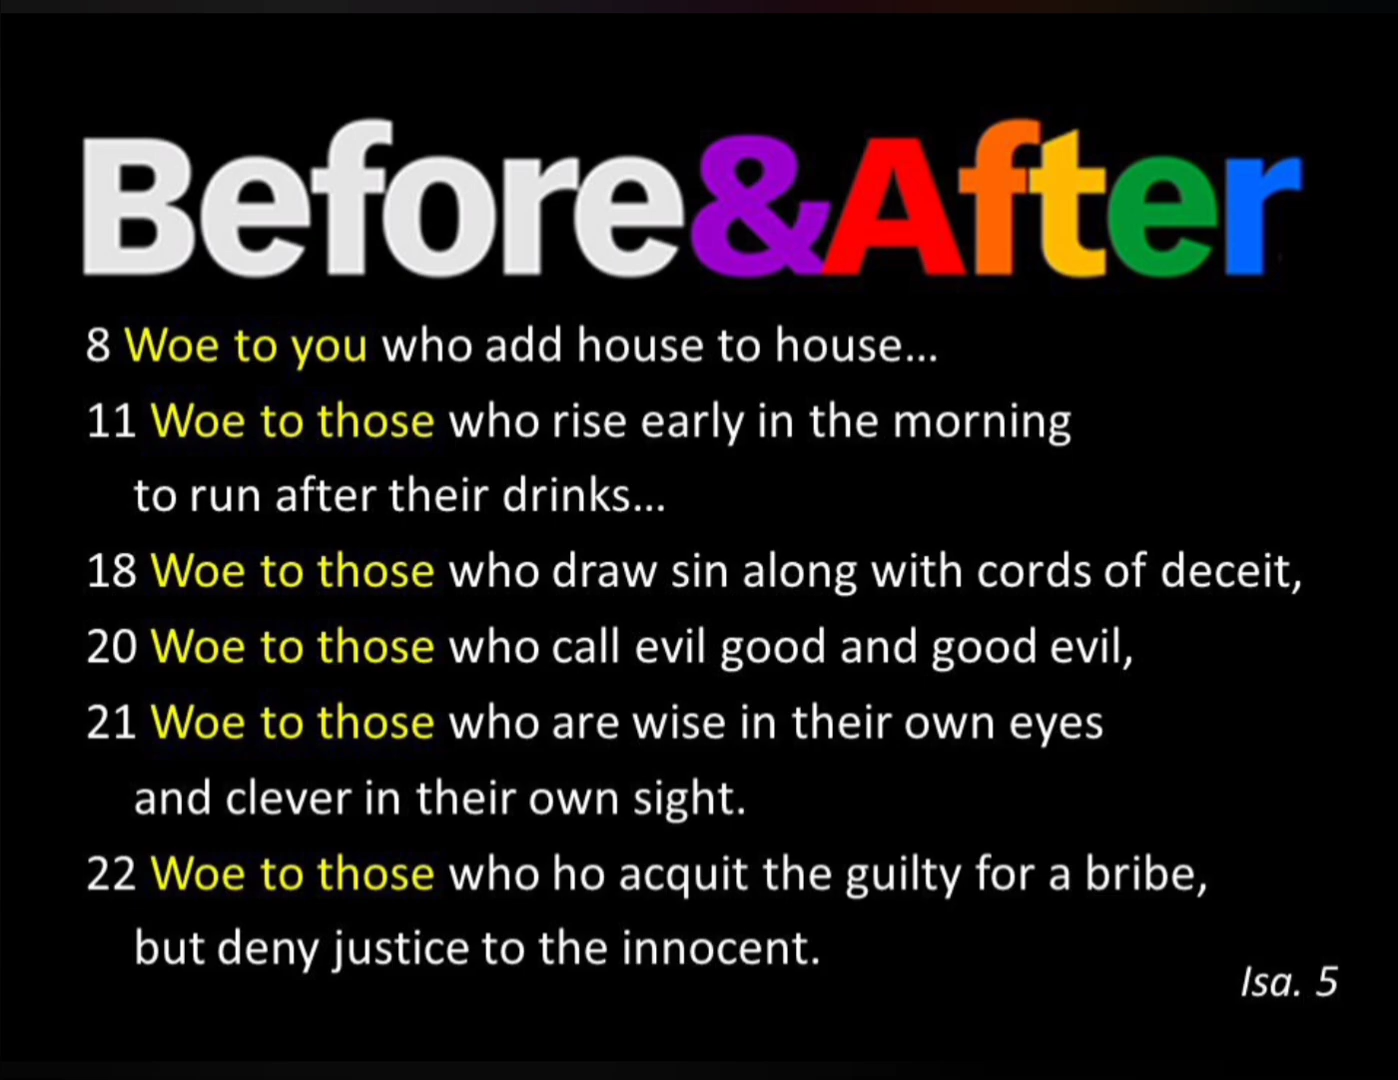 Before&After
8 Woe to you who add house to house...
11 Woe to those who rise early in the morning
to run after their drinks...
18 Woe to those who draw sin along with cords of deceit,
20 Woe to those who call evil good and good evil,
21 Woe to those who are wise in their own eyes
and clever in their own sight.
22 Woe to those who ho acquit the guilty for a bribe,
but deny justice to the innocent.
Isa. 5